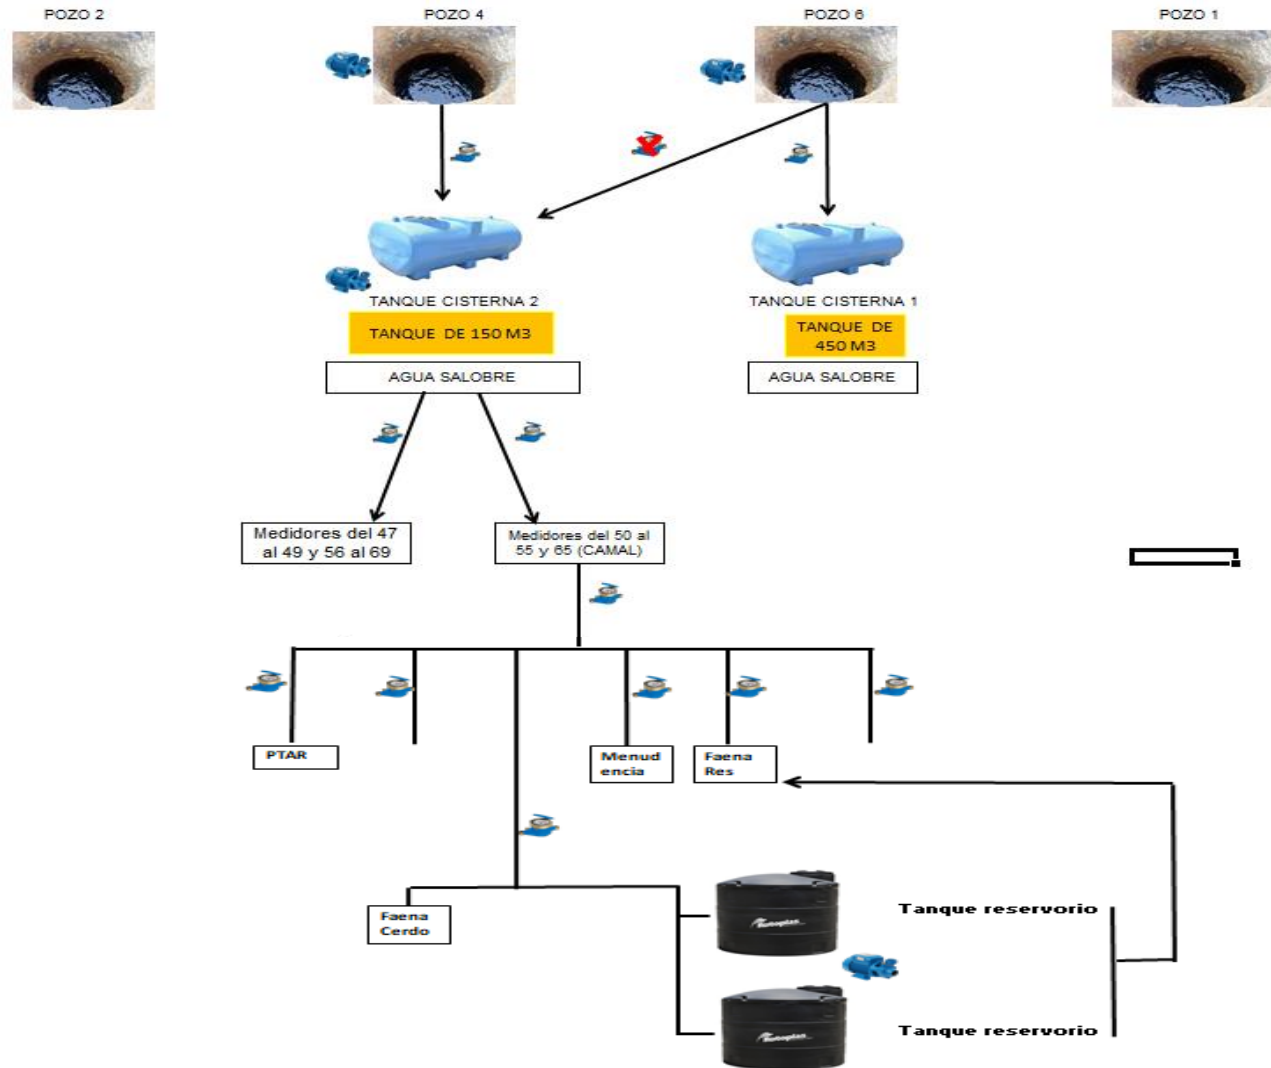 POZO 2
POZO 4
POZO 6
POZO 1
TANQUE CISTERNA 2
TANQUE CISTERNA 1
TANQUE DE 150 M3
TANQUE DE
450 M3
AGUA SALOBRE
AGUA SALOBRE
Medidores del 47
al 49 y 56 al 69
Medidores del 50 al
55 y 65 (CAMAL)
PTAR
Menud
encia
Faena
Res
Faena
Cerdo
Tanque reservorio
Tanque reservorio